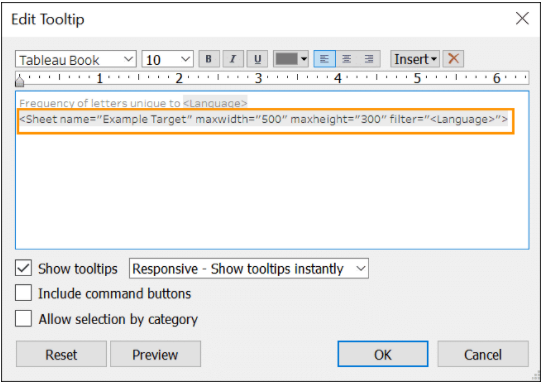 Edit Tooltip
Tableau Book 10 B I U Insert
1 2 3 4 5 6
Frequency of letters unique to <Language>
<Sheet name="Example Target" maxwidth="500" maxheight="300" filter="<Language>">
Show tooltips Responsive - Show tooltips instantly
Include command buttons
Allow selection by category
Reset Preview OK Cancel